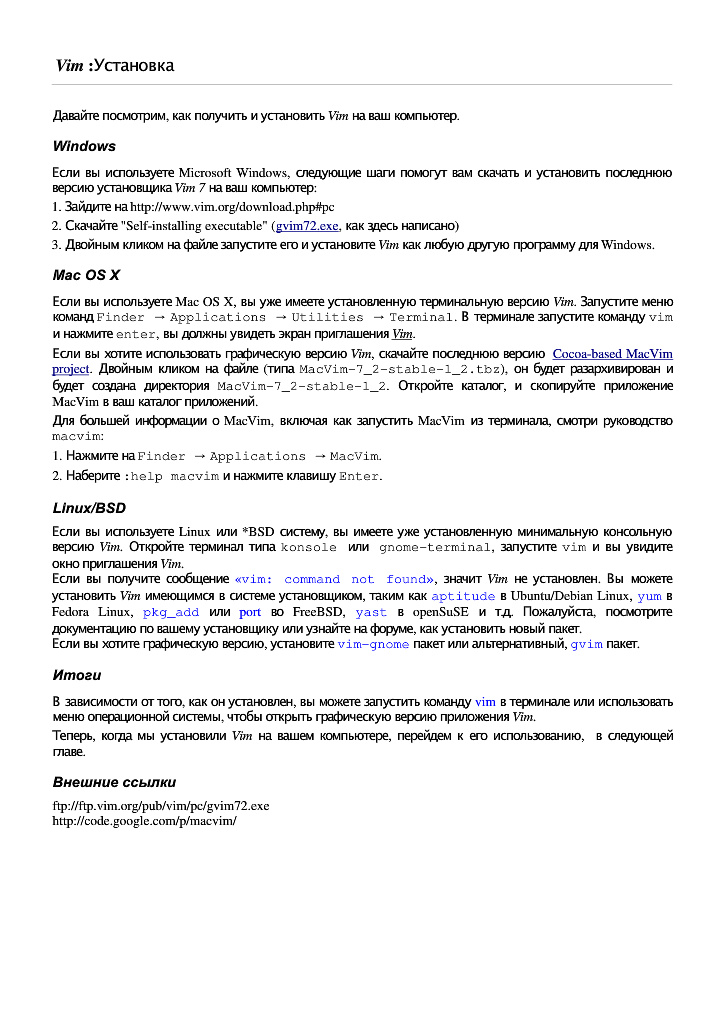 Vim :Установка
Давайте посмотрим, как получить и установить Vim на ваш компьютер.
Windows
Если вы используете Microsoft Windows, следующие шаги помогут вам скачать и установить последнюю
версию установщика Vim 7 на ваш компьютер:
1. Зайдите на http://www.vim.org/download.php#pc
2. Скачайте "Self-installing executable" (gvim72.exe, как здесь написано)
3. Двойным кликом на файле запустите его и установите Vim как любую другую программу для Windows.
Mac OS X
Если вы используете Mac OS X, вы уже имеете установленную терминальную версию Vim. Запустите меню
команд Finder → Applications → Utilities → Terminal. В терминале запустите команду vim
и нажмите enter, вы должны увидеть экран приглашения Vim.
Если вы хотите использовать графическую версию Vim, скачайте последнюю версию Cocoa-based MacVim
project. Двойным кликом на файле (типа MacVim-7_2-stable-1_2.tbz), он будет разархивирован и
будет создана директория MacVim-7_2-stable-1_2. Откройте каталог, и скопируйте приложение
MacVim в ваш каталог приложений.
Для большей информации о MacVim, включая как запустить MacVim из терминала, смотри руководство
macvim:
1. Нажмите на Finder → Applications → MacVim.
2. Наберите :help macvim и нажмите клавишу Enter.
Linux/BSD
Если вы используете Linux или *BSD систему, вы имеете уже установленную минимальную консольную
версию Vim. Откройте терминал типа konsole или gnome-terminal, запустите vim и вы увидите
окно приглашения Vim.
Если вы получите сообщение «vim: command not found», значит Vim не установлен. Вы можете
установить Vim имеющимся в системе установщиком, таким как aptitude в Ubuntu/Debian Linux, yum в
Fedora Linux, pkg_add или port во FreeBSD, yast в openSuSE и т.д. Пожалуйста, посмотрите
документацию по вашему установщику или узнайте на форуме, как установить новый пакет.
Если вы хотите графическую версию, установите vim-gnome пакет или альтернативный, gvim пакет.
Итоги
В зависимости от того, как он установлен, вы можете запустить команду vim в терминале или использовать
меню операционной системы, чтобы открыть графическую версию приложения Vim.
Теперь, когда мы установили Vim на вашем компьютере, перейдем к его использованию, в следующей
главе.
Внешние ссылки
ftp://ftp.vim.org/pub/vim/pc/gvim72.exe
http://code.google.com/p/macvim/